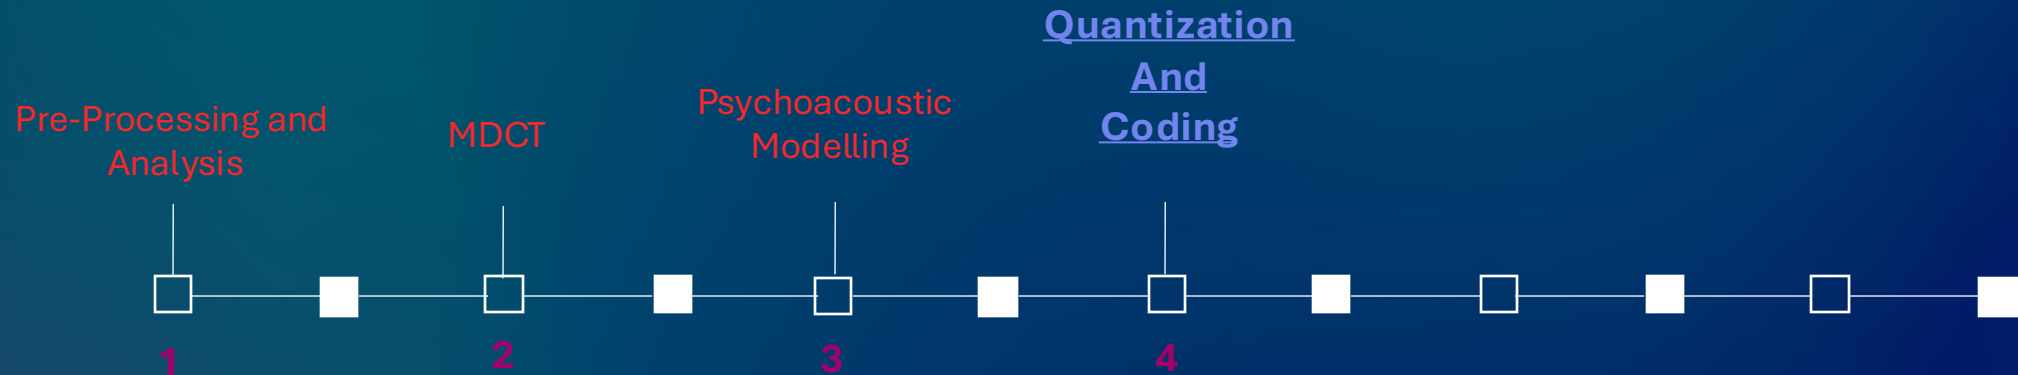 Pre-Processing and
Analysis
MDCT
Psychoacoustic
Modelling
Quantization
And
Coding
1
2
3
4